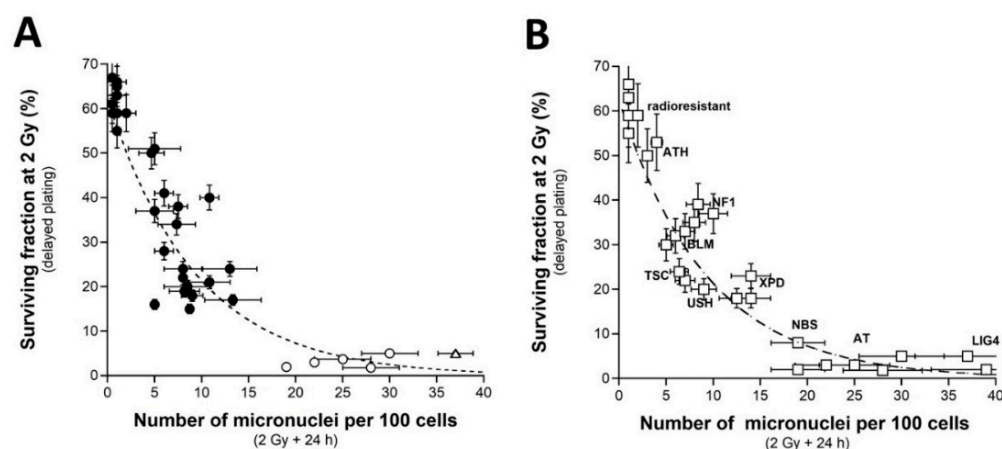 A
Surviving fraction at 2 Gy (%)
(delayed plating)
70
60
50
40
30
20
10
0
0 5 10 15 20 25 30 35 40
Number of micronuclei per 100 cells
(2 Gy + 24 h)
B
Surviving fraction at 2 Gy (%)
(delayed plating)
70
60
50
40
30
20
10
0
radioresistant
ATH
NF1
BLM
TSC
USH
XPD
NBS
AT
LIG4
0 5 10 15 20 25 30 35 40
Number of micronuclei per 100 cells
(2 Gy + 24 h)